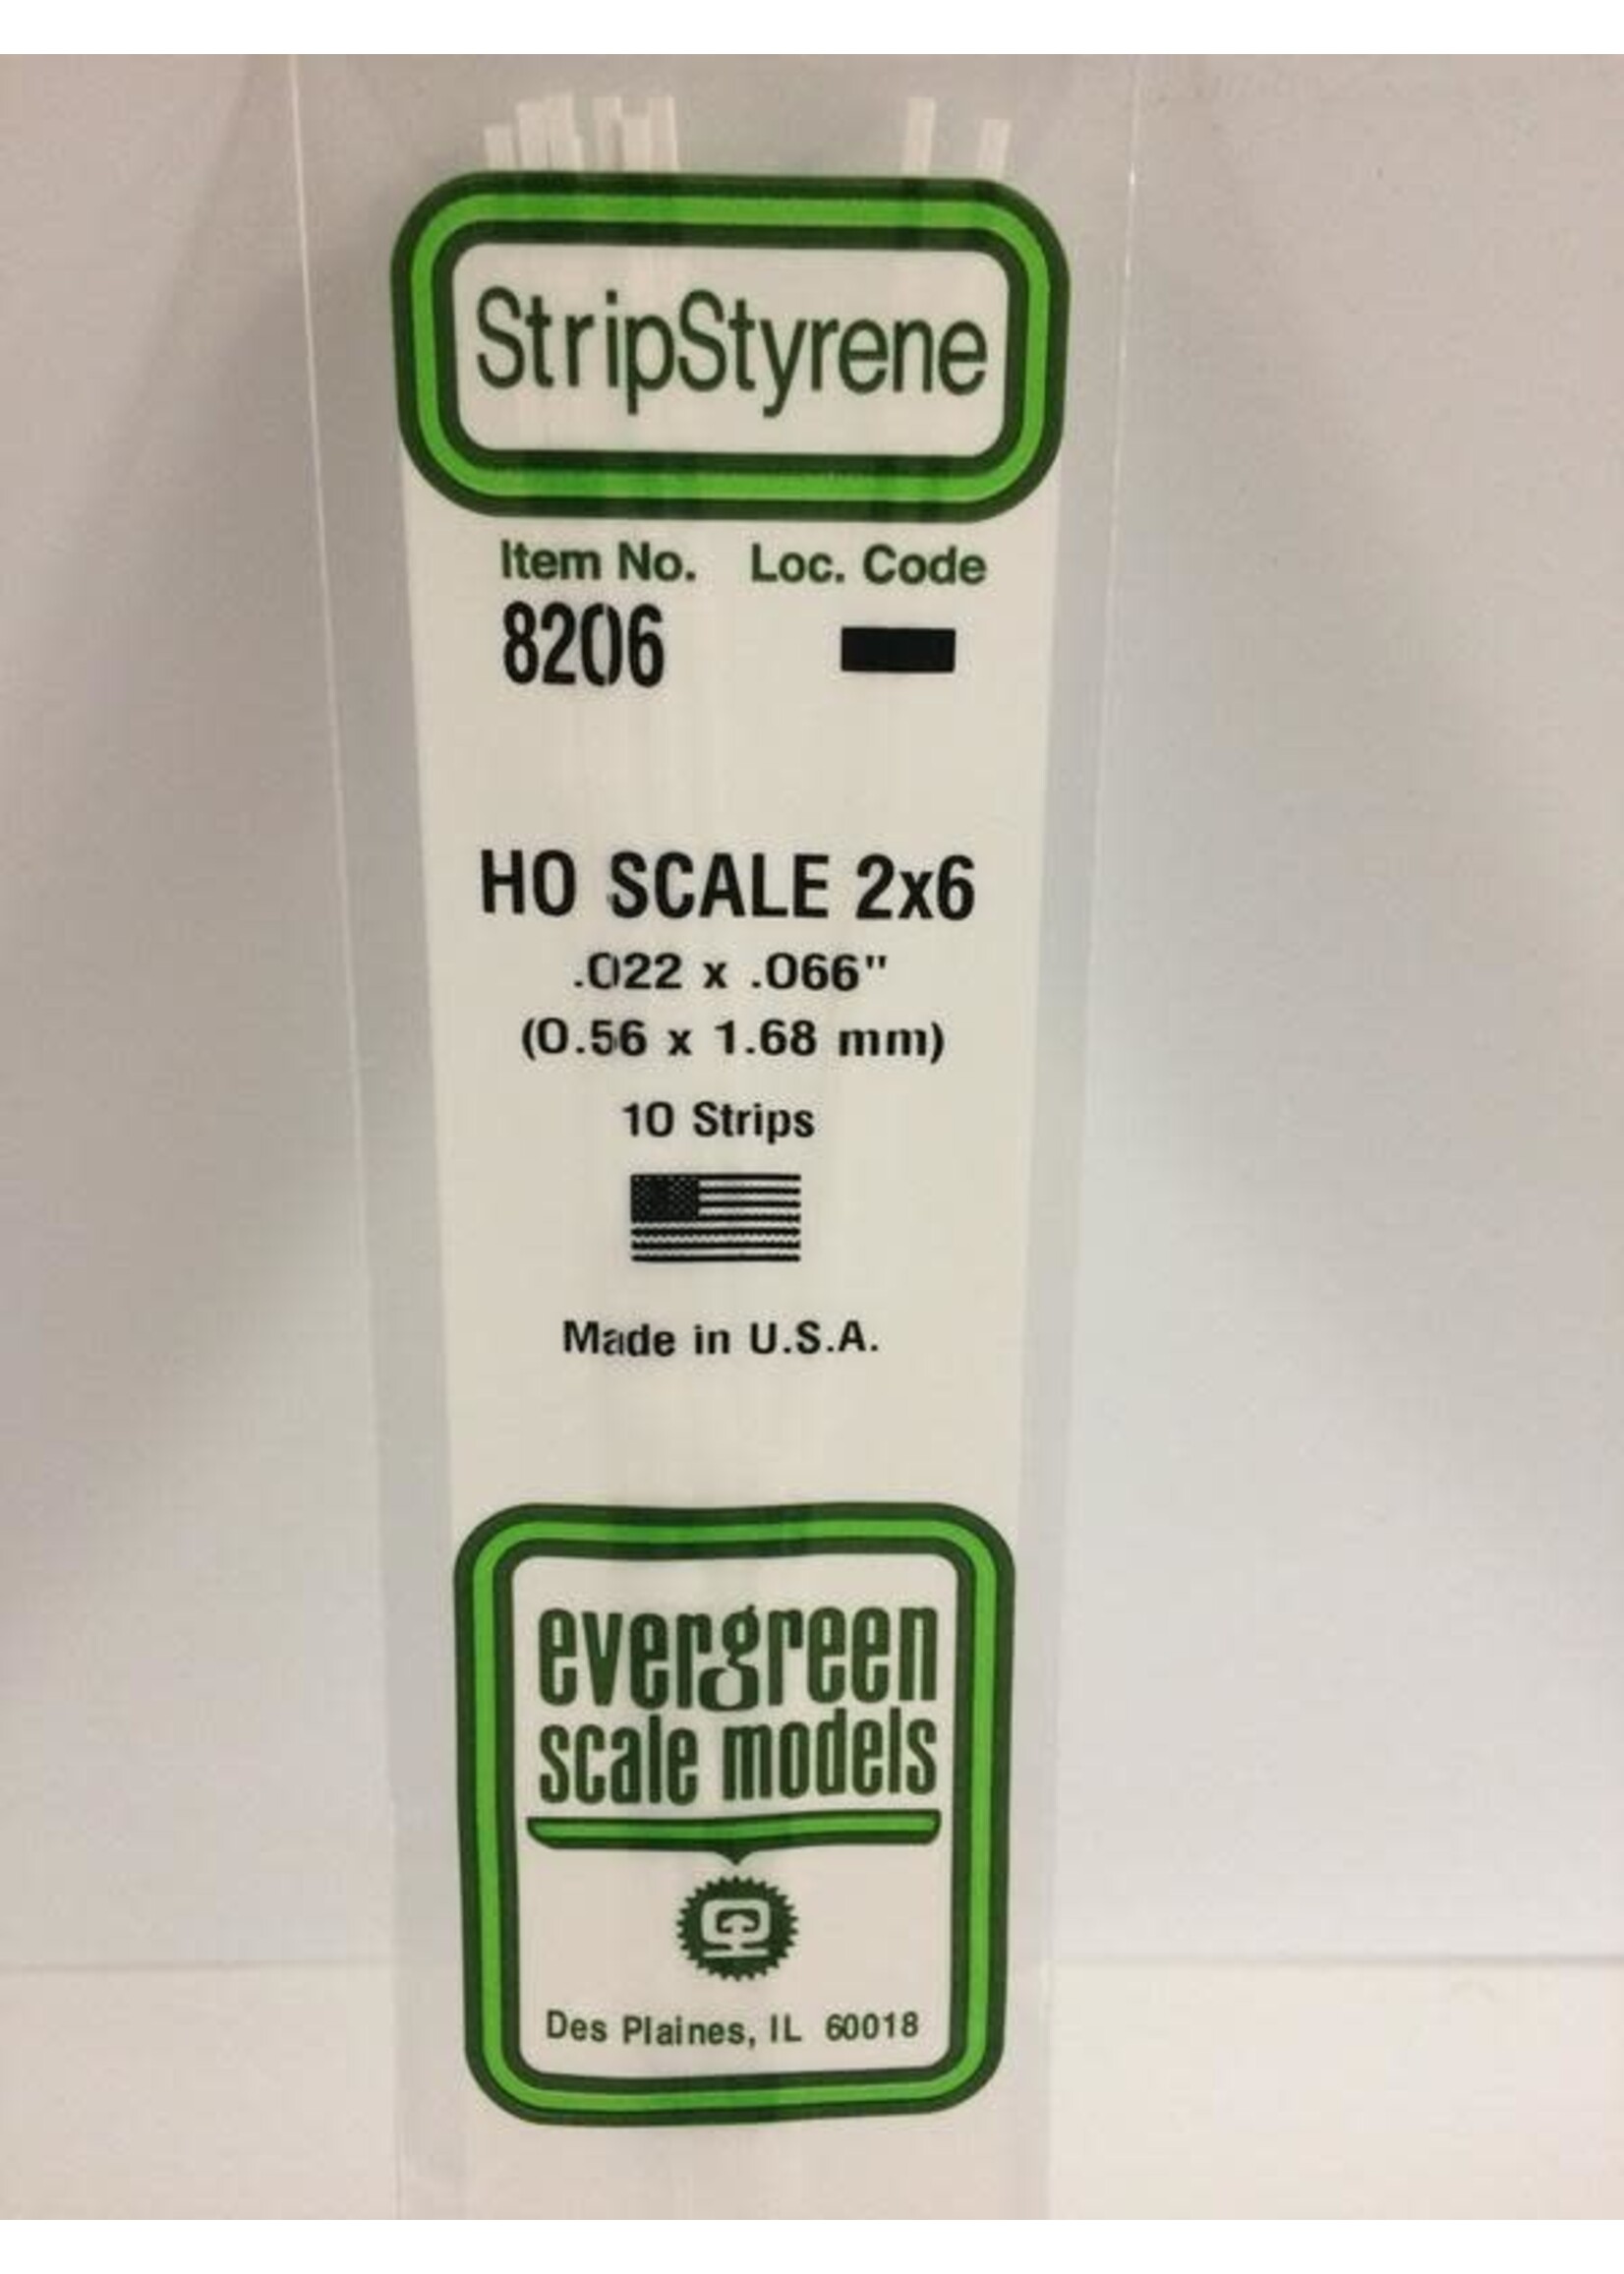 StripStyrene
Item No. Loc. Code
8206
HO SCALE 2x6
.022 x .066"
(0.56 x 1.68 mm)
10 Strips
Made in U.S.A.
evergreen
scale models
Des Plaines, IL 60018